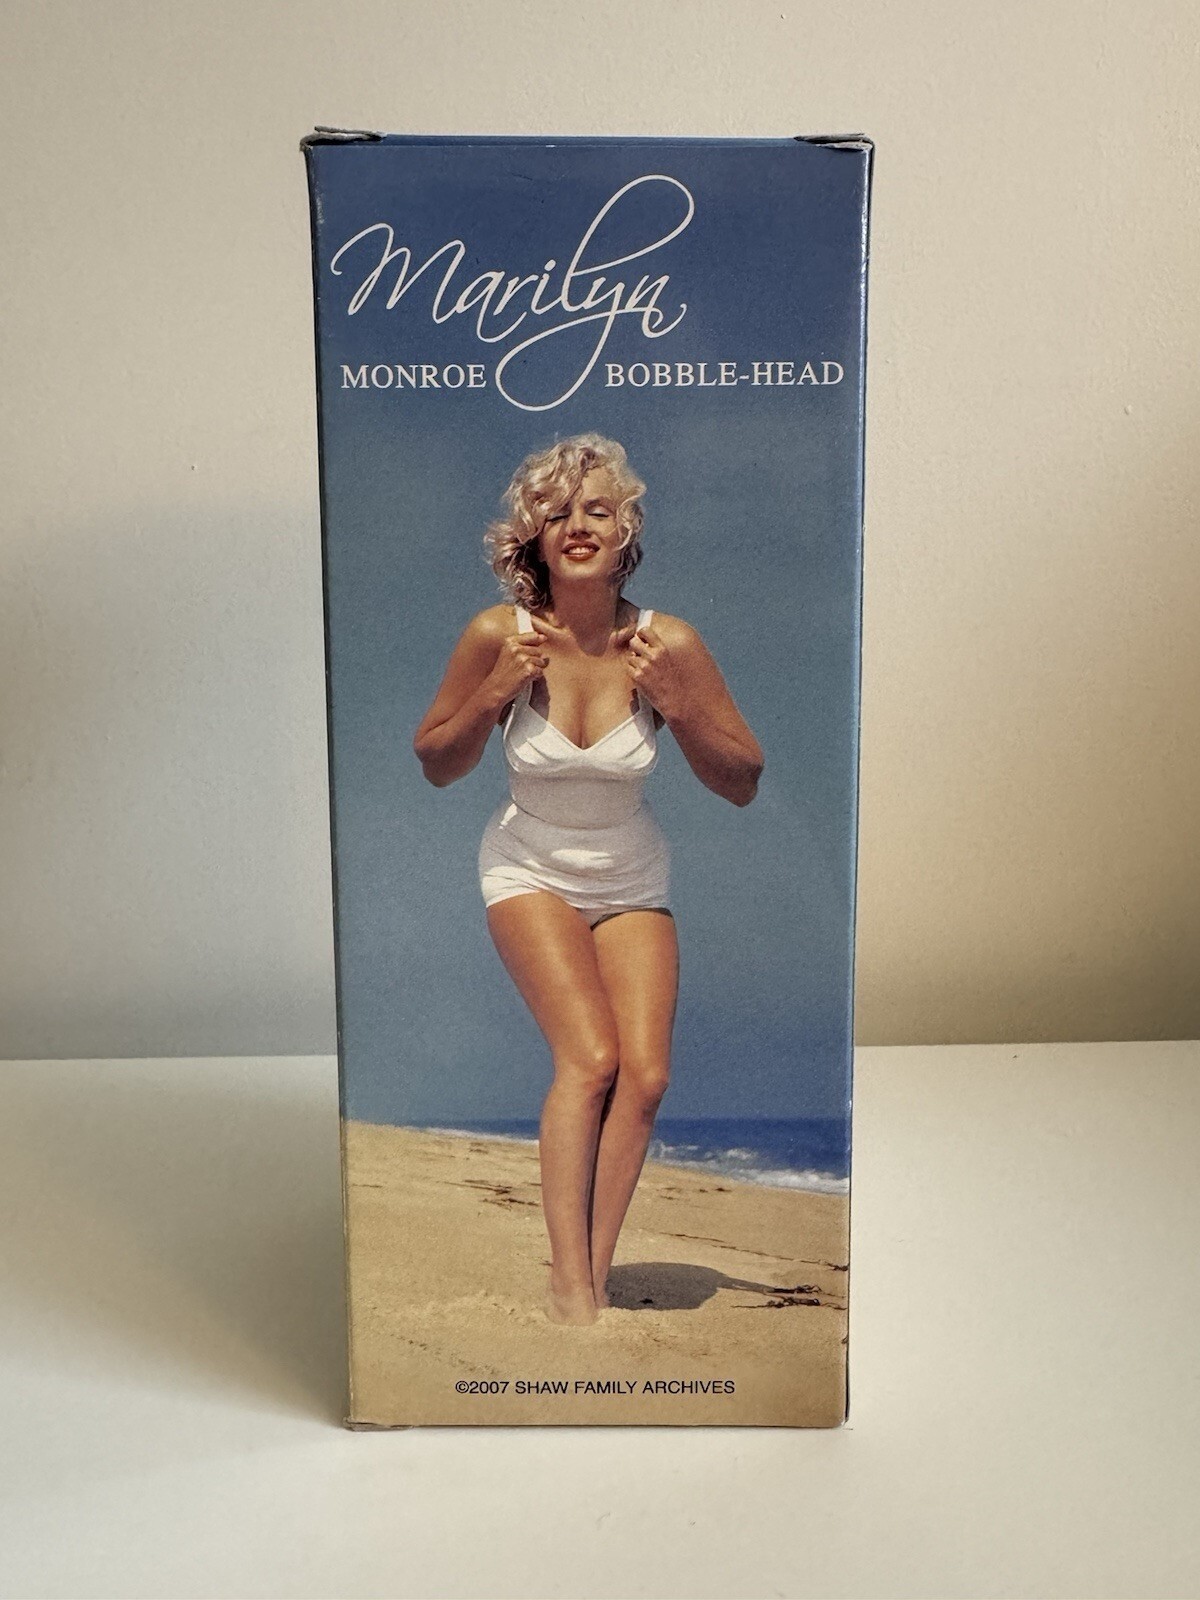 Marilyn
MONROE BOBBLE-HEAD
©2007 SHAW FAMILY ARCHIVES